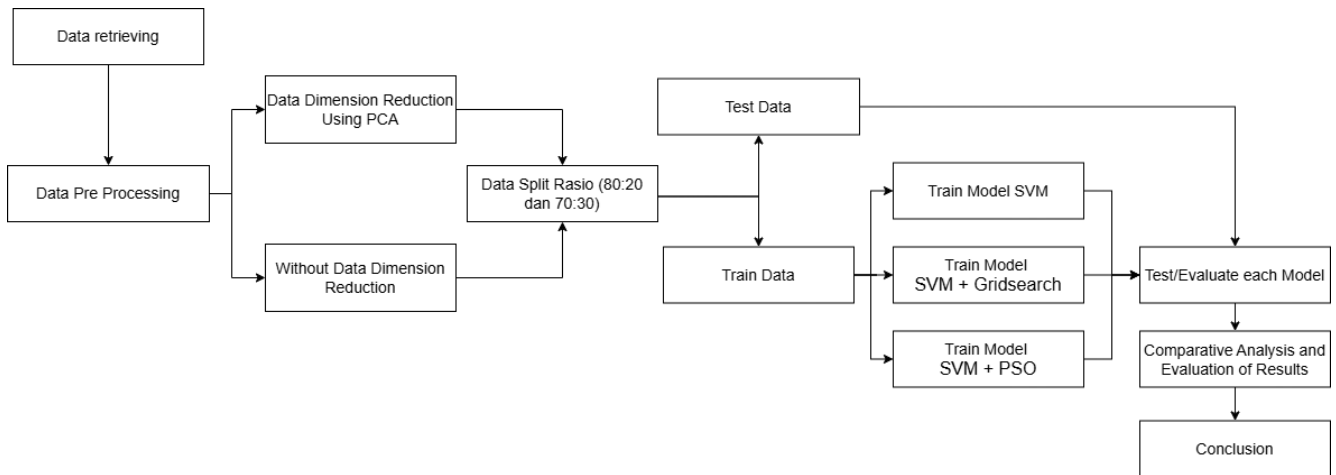 Data retrieving
Data Pre Processing
Data Dimension Reduction
Using PCA
Without Data Dimension
Reduction
Data Split Rasio (80:20
dan 70:30)
Test Data
Train Data
Train Model SVM
Train Model
SVM + Gridsearch
Train Model
SVM + PSO
Test/Evaluate each Model
Comparative Analysis and
Evaluation of Results
Conclusion